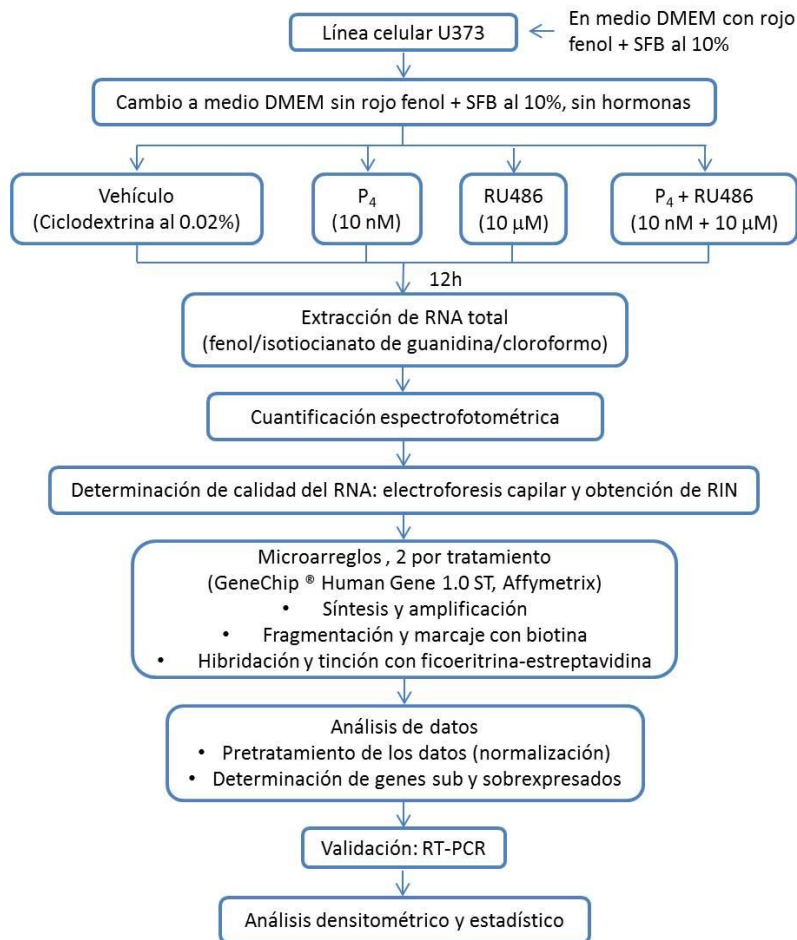 Línea celular U373
En medio DMEM con rojo
fenol + SFB al 10%
Cambio a medio DMEM sin rojo fenol + SFB al 10%, sin hormonas
Vehículo
(Ciclodextrina al 0.02%)
P₄
(10 nM)
RU486
(10 μM)
P₄ + RU486
(10 nM + 10 μM)
12h
Extracción de RNA total
(fenol/isotiocianato de guanidina/cloroformo)
Cuantificación espectrofotométrica
Determinación de calidad del RNA: electroforesis capilar y obtención de RIN
Microarreglos , 2 por tratamiento
(GeneChip ® Human Gene 1.0 ST, Affymetrix)
• Síntesis y amplificación
• Fragmentación y marcaje con biotina
• Hibridación y tinción con ficoeritrina-estreptavidina
Análisis de datos
• Pretratamiento de los datos (normalización)
• Determinación de genes sub y sobrexpresados
Validación: RT-PCR
Análisis densitométrico y estadístico